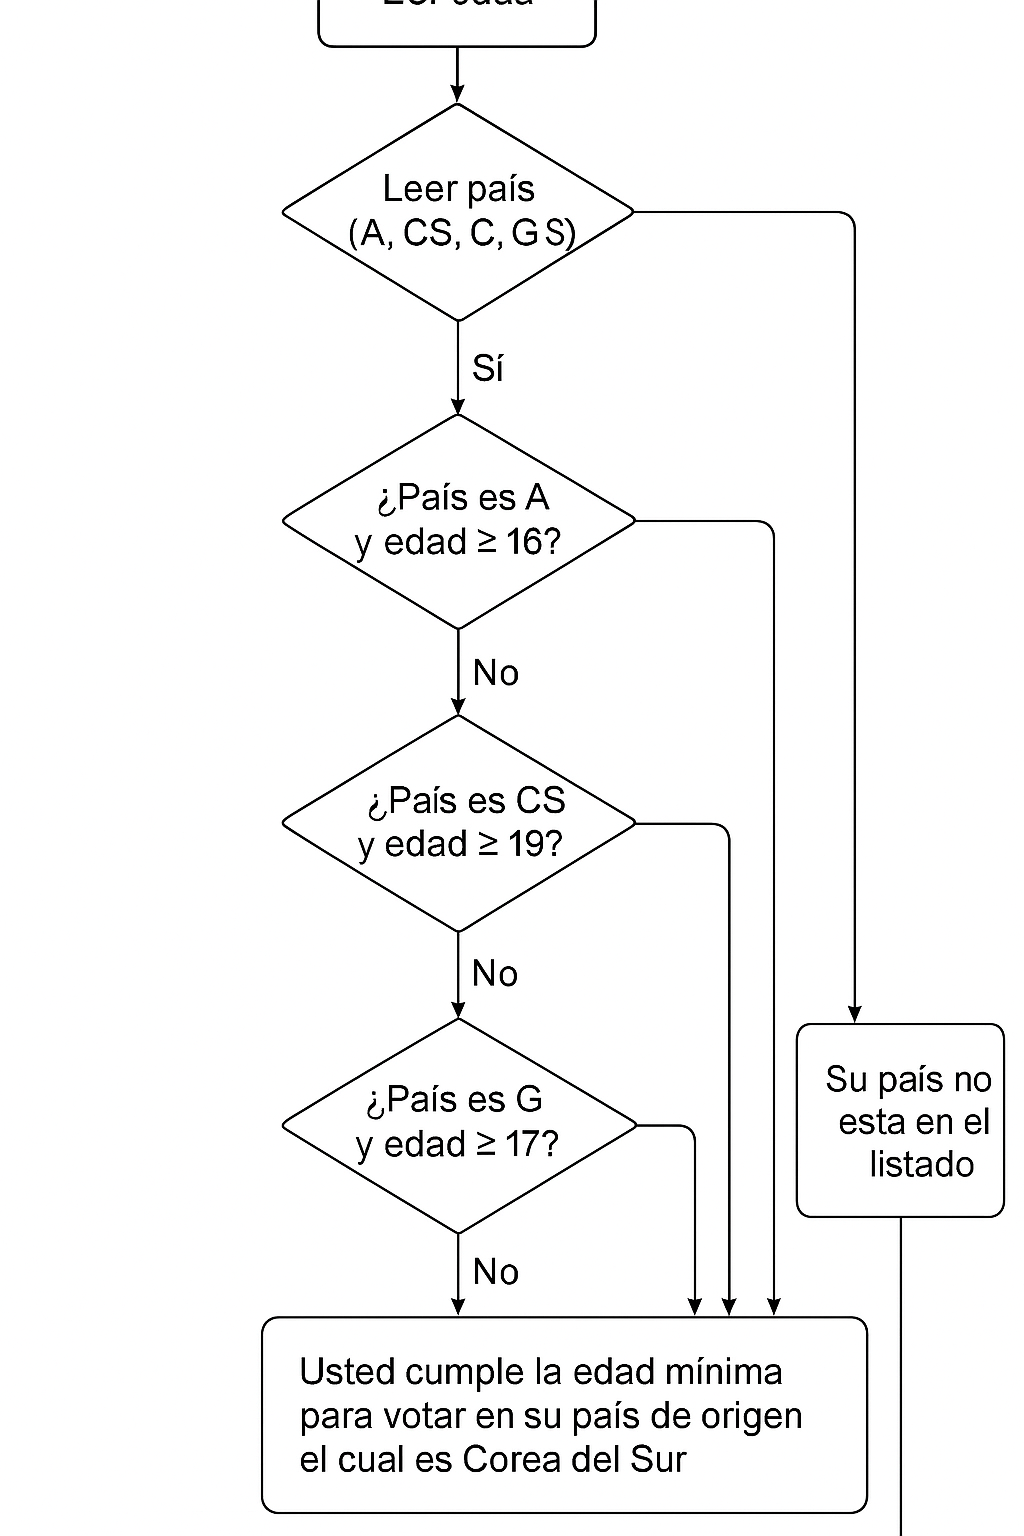 Leer país
(A, CS, C, G S)
Sí
¿País es A
y edad ≥ 16?
No
¿País es CS
y edad ≥ 19?
No
¿País es G
y edad ≥ 17?
No
Su país no
esta en el
listado
Usted cumple la edad mínima
para votar en su país de origen
el cual es Corea del Sur